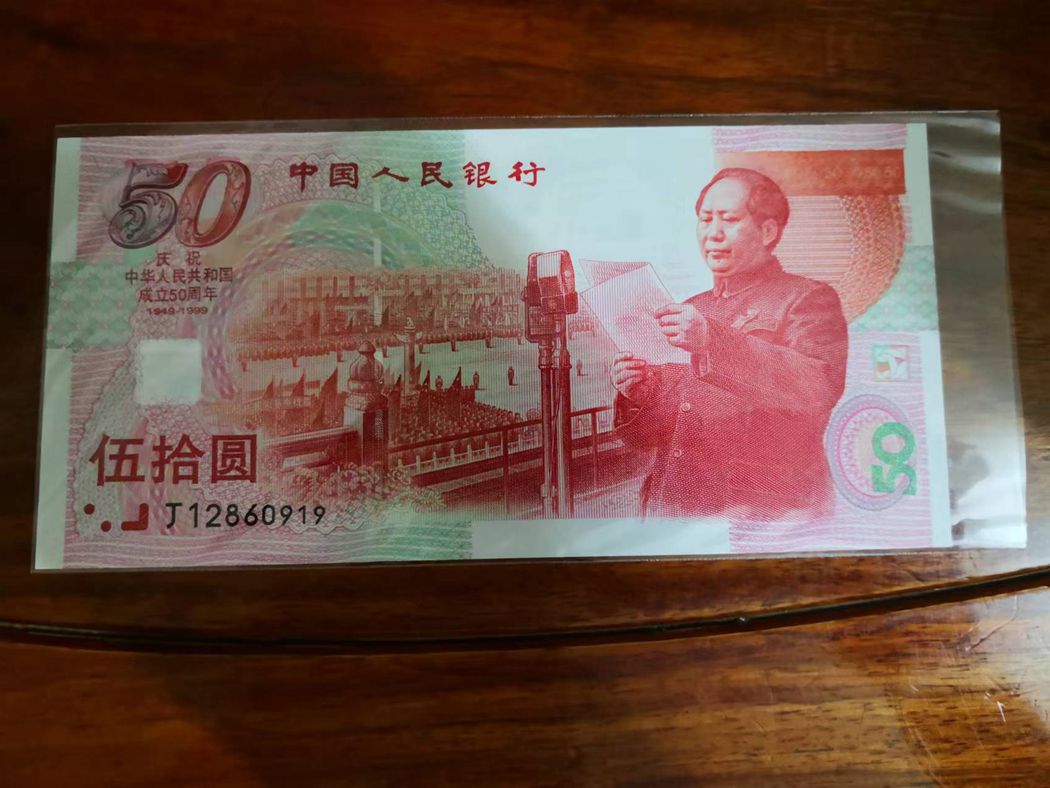 50
中国人民银行
庆祝
中华人民共和国
成立50周年
1949-1999
伍拾圆
J12860919
50